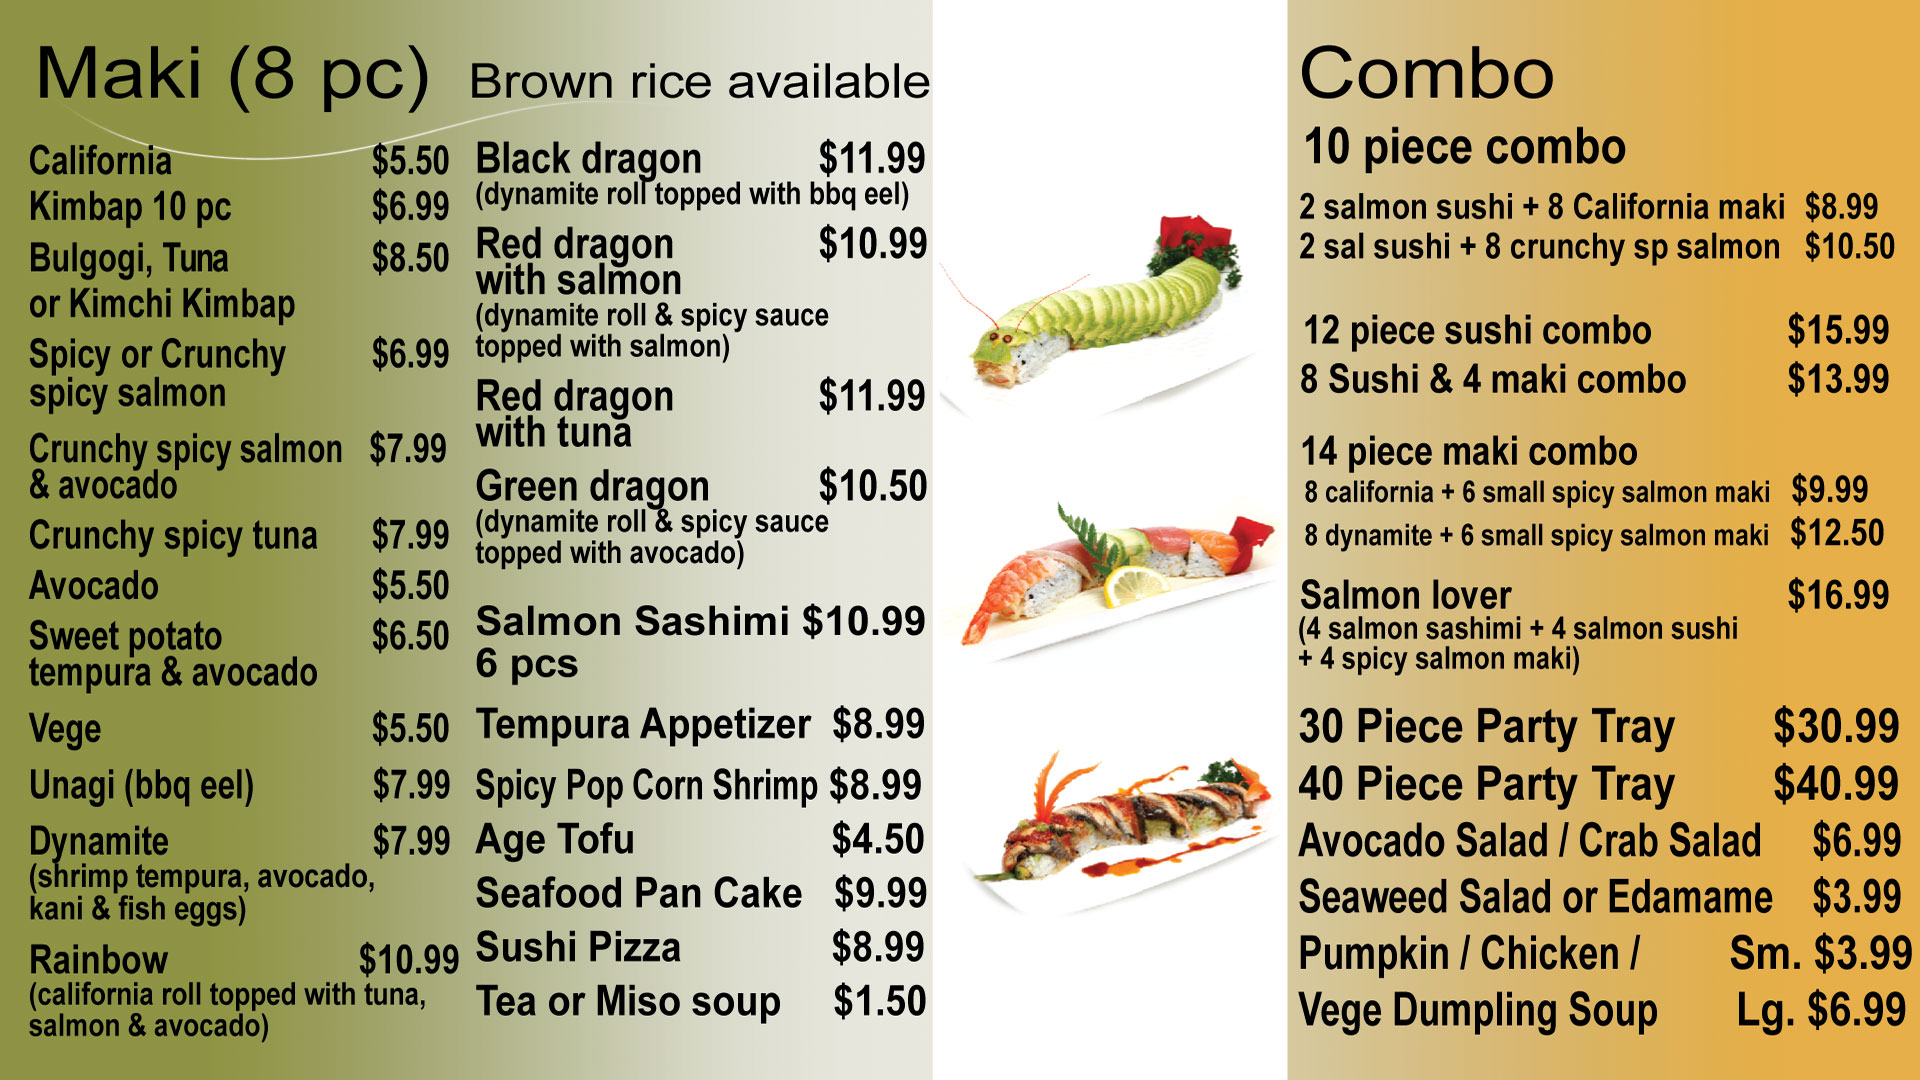 Maki (8 pc) Brown rice available
California $5.50
Kimbap 10 pc $6.99
Bulgogi, Tuna $8.50
or Kimchi Kimbap
Spicy or Crunchy $6.99
spicy salmon
Crunchy spicy salmon $7.99
& avocado
Crunchy spicy tuna $7.99
Avocado $5.50
Sweet potato $6.50
tempura & avocado
Vege $5.50
Unagi (bbq eel) $7.99
Dynamite $7.99
(shrimp tempura, avocado,
kani & fish eggs)
Rainbow $10.99
(california roll topped with tuna,
salmon & avocado)
Black dragon $11.99
(dynamite roll topped with bbq eel)
Red dragon $10.99
with salmon
(dynamite roll & spicy sauce
topped with salmon)
Red dragon $11.99
with tuna
Green dragon $10.50
(dynamite roll & spicy sauce
topped with avocado)
Salmon Sashimi $10.99
6 pcs
Tempura Appetizer $8.99
Spicy Pop Corn Shrimp $8.99
Age Tofu $4.50
Seafood Pan Cake $9.99
Sushi Pizza $8.99
Tea or Miso soup $1.50
Combo
10 piece combo
2 salmon sushi + 8 California maki $8.99
2 sal sushi + 8 crunchy sp salmon $10.50
12 piece sushi combo $15.99
8 Sushi & 4 maki combo $13.99
14 piece maki combo
8 california + 6 small spicy salmon maki $9.99
8 dynamite + 6 small spicy salmon maki $12.50
Salmon lover $16.99
(4 salmon sashimi + 4 salmon sushi
+ 4 spicy salmon maki)
30 Piece Party Tray $30.99
40 Piece Party Tray $40.99
Avocado Salad / Crab Salad $6.99
Seaweed Salad or Edamame $3.99
Pumpkin / Chicken / Sm. $3.99
Vege Dumpling Soup Lg. $6.99